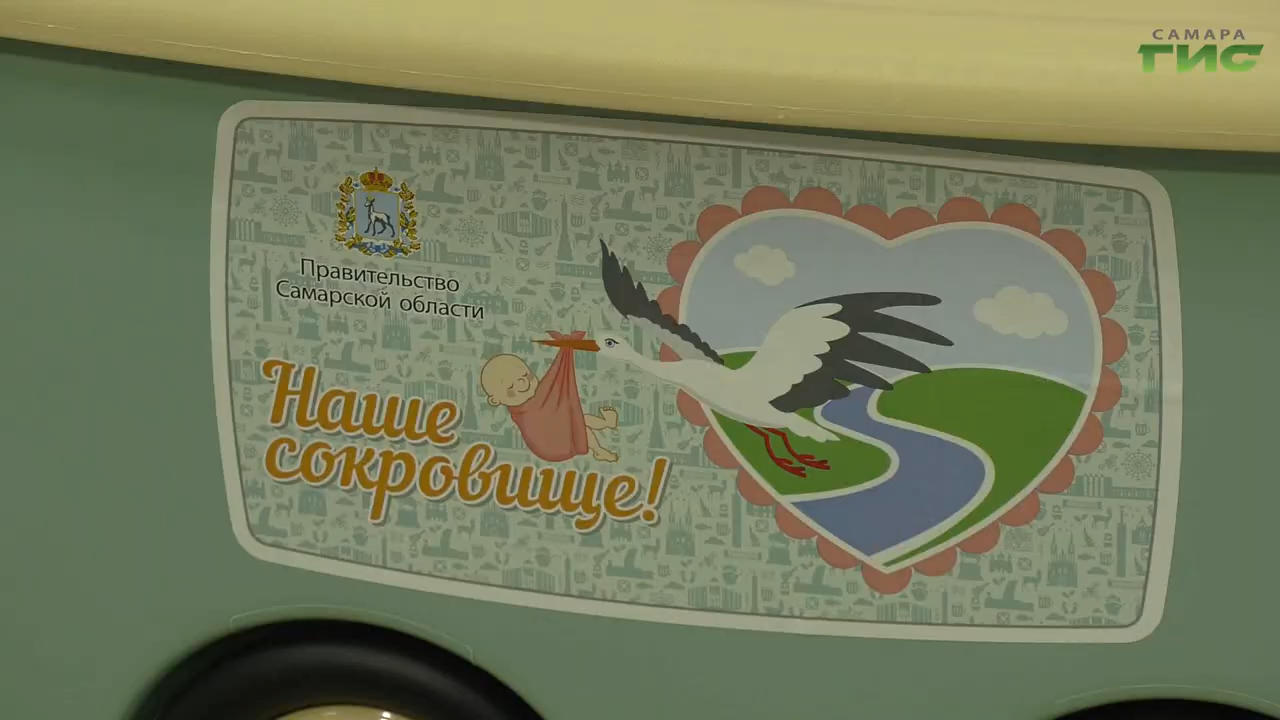 САМАРА
ГИС
Правительство
Самарской области
Наше
сокровище!